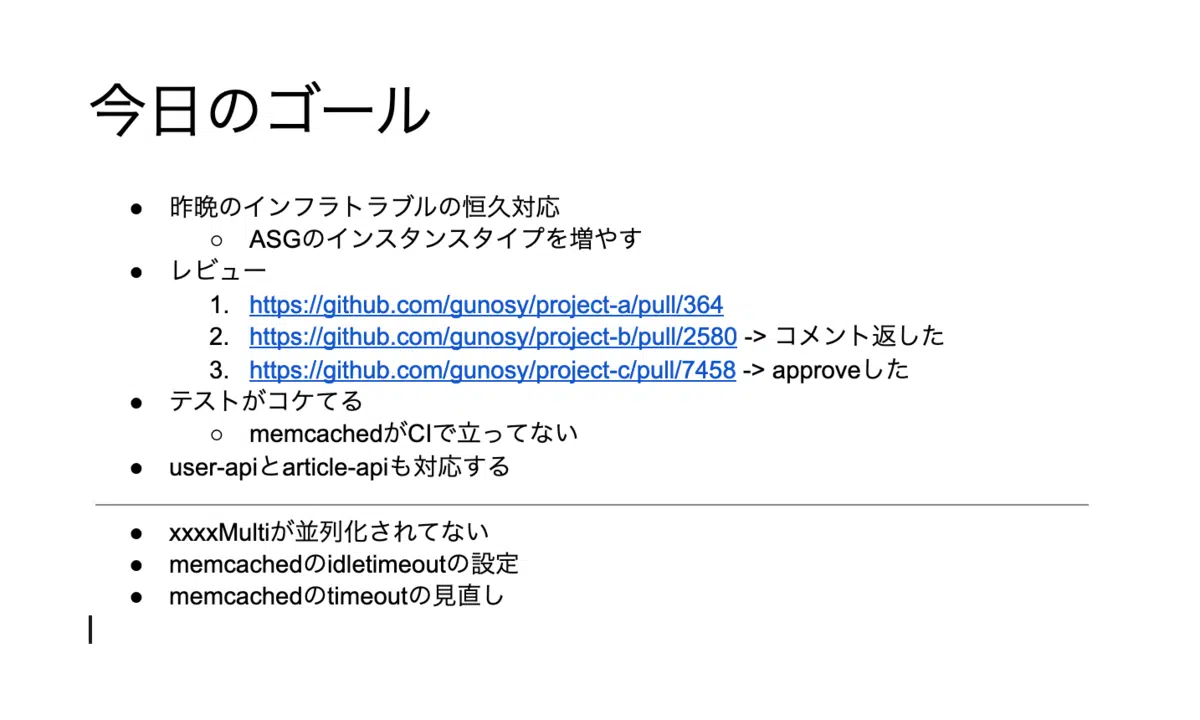 今日のゴール
● 昨晩のインフラトラブルの恒久対応
○ ASGのインスタンスタイプを増やす
● レビュー
1. https://github.com/gunosy/project-a/pull/364
2. https://github.com/gunosy/project-b/pull/2580 -> コメント返した
3. https://github.com/gunosy/project-c/pull/7458 -> approveした
● テストがコケてる
○ memcachedがCIで立ってない
● user-apiとarticle-apiも対応する
● xxxxMultiが並列化されてない
● memcachedのidletimeoutの設定
● memcachedのtimeoutの見直し